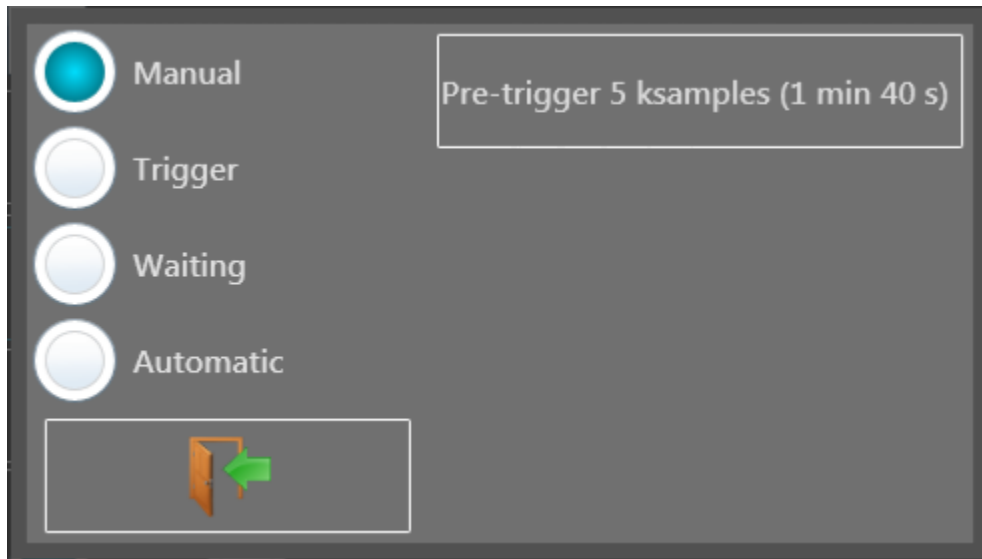 Manual
Pre-trigger 5 ksamples (1 min 40 s)
Trigger
Waiting
Automatic